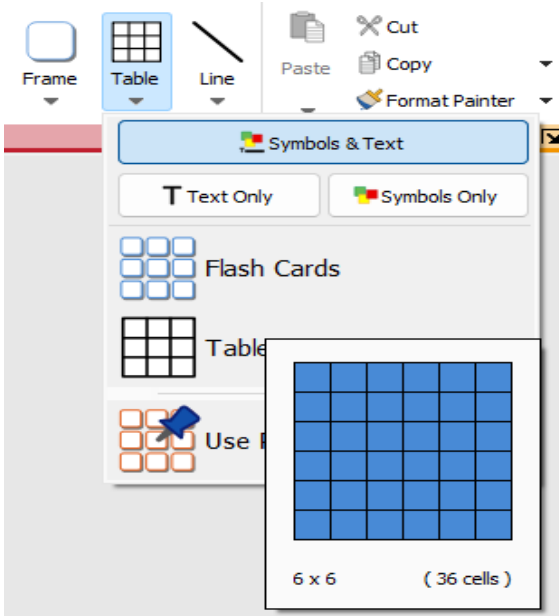 Frame
Table
Line
Paste
Cut
Copy
Format Painter
Symbols & Text
T Text Only
Symbols Only
Flash Cards
Table
Use
6 x 6 ( 36 cells )